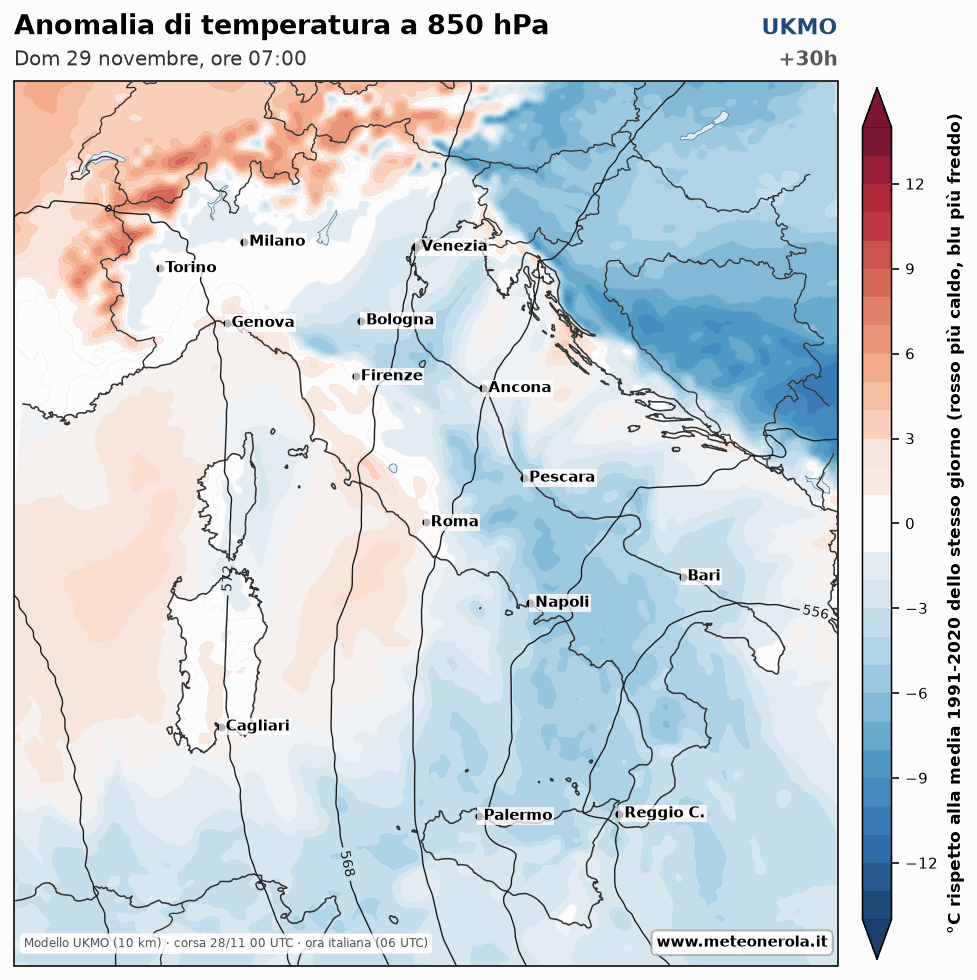 Anomalia di temperatura a 850 hPa
UKMO
Dom 29 novembre, ore 07:00
+30h
Milano
Venezia
Torino
Genova
Bologna
Firenze
Ancona
Pescara
Roma
572
Bari
Napoli
556
Cagliari
Palermo
Reggio C.
568
Modello UKMO (10 km) · corsa 28/11 00 UTC · ora italiana (06 UTC)
www.meteonerola.it
12
9
6
3
0
−3
−6
−9
−12
°C rispetto alla media 1991-2020 dello stesso giorno (rosso più caldo, blu più freddo)